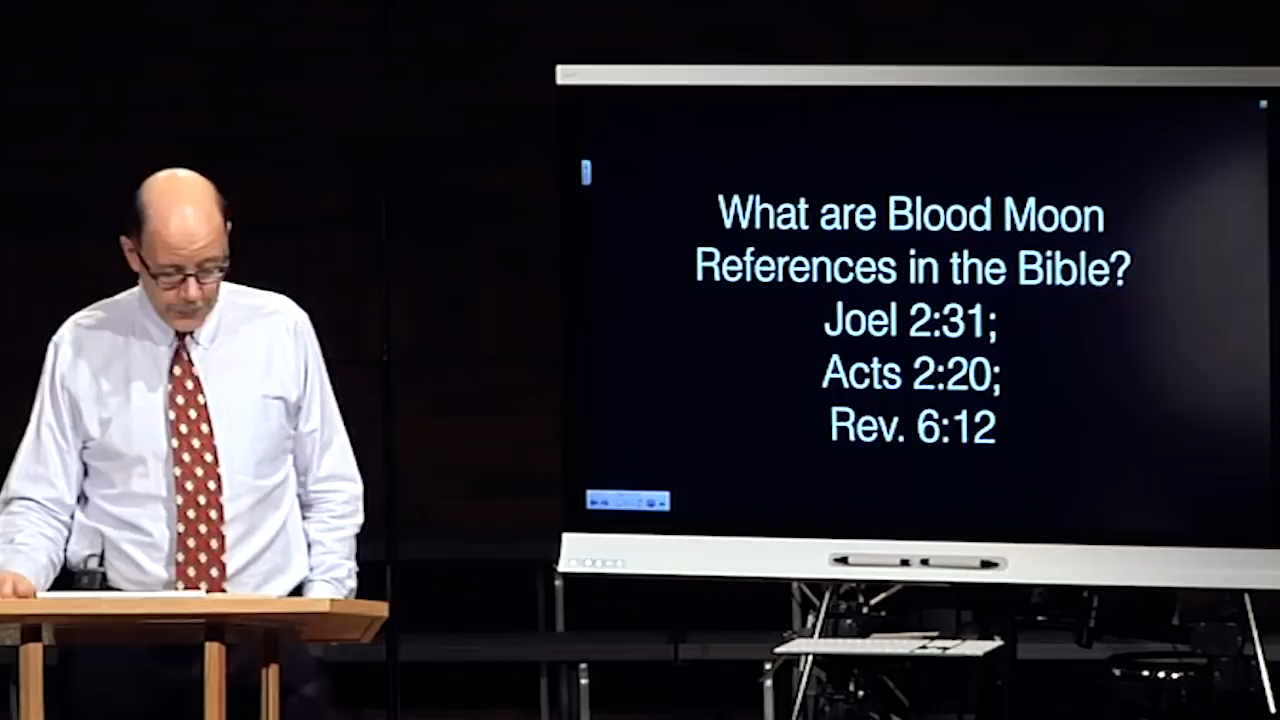 What are Blood Moon
References in the Bible?
Joel 2:31;
Acts 2:20;
Rev. 6:12